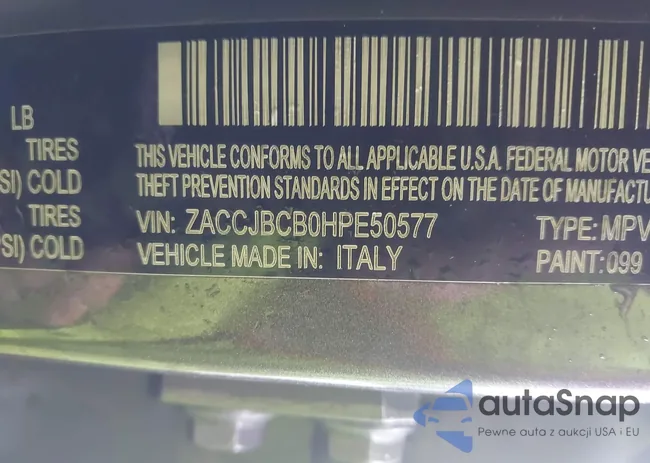 LB
TIRES
SI) COLD
TIRES
SI) COLD
THIS VEHICLE CONFORMS TO ALL APPLICABLE U.S.A. FEDERAL MOTOR VE
THEFT PREVENTION STANDARDS IN EFFECT ON THE DATE OF MANUFACTU
VIN: ZACCJBCB0HPE50577 TYPE: MPV
VEHICLE MADE IN: ITALY PAINT: 099
autoSnap
Pewne auta z aukcji USA i EU